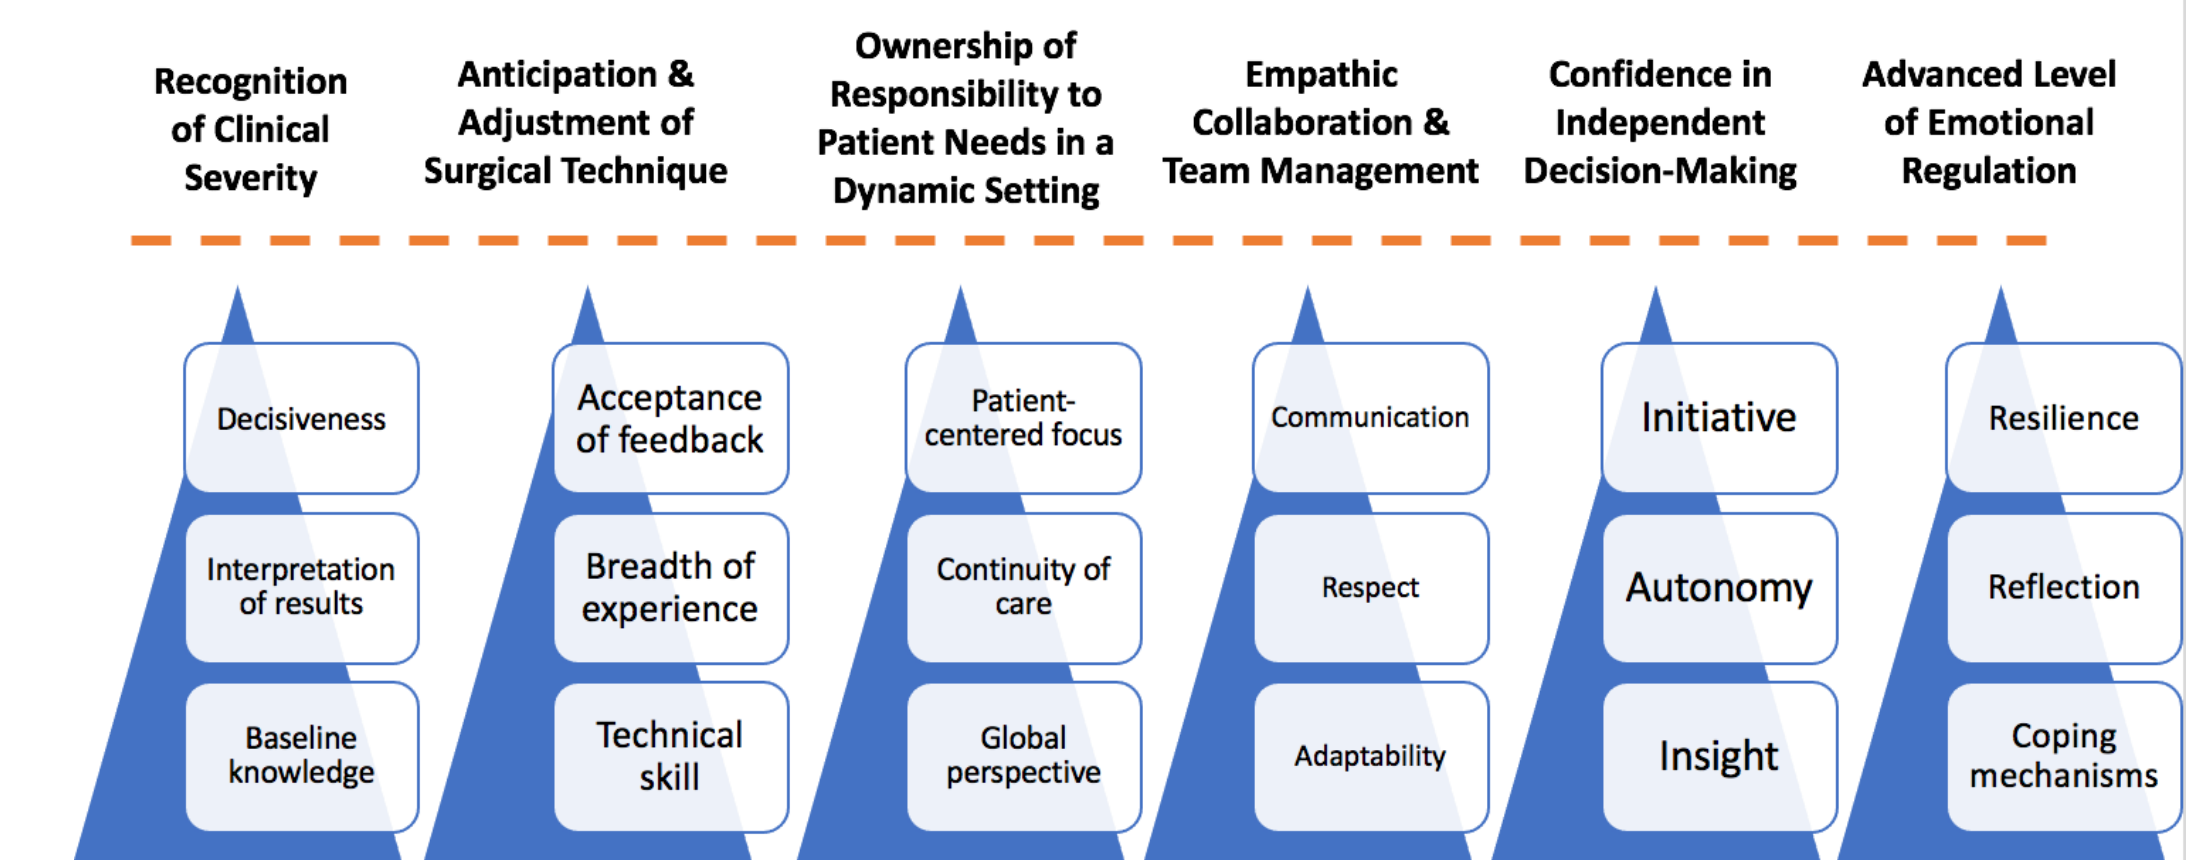 Recognition
of Clinical
Severity
Anticipation &
Adjustment of
Surgical Technique
Ownership of
Responsibility to
Patient Needs in a
Dynamic Setting
Empathic
Collaboration &
Team Management
Confidence in
Independent
Decision-Making
Advanced Level
of Emotional
Regulation
Decisiveness
Interpretation
of results
Baseline
knowledge
Acceptance
of feedback
Breadth of
experience
Technical
skill
Patient-
centered focus
Continuity of
care
Global
perspective
Communication
Respect
Adaptability
Initiative
Autonomy
Insight
Resilience
Reflection
Coping
mechanisms